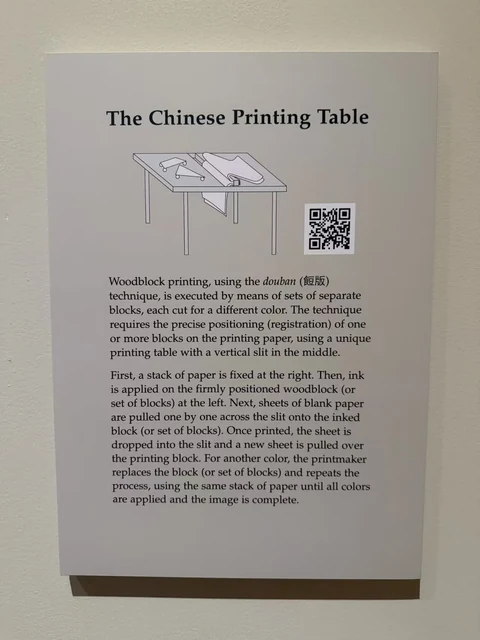 The Chinese Printing Table
Woodblock printing, using the douban (餖版)
technique, is executed by means of sets of separate
blocks, each cut for a different color. The technique
requires the precise positioning (registration) of one
or more blocks on the printing paper, using a unique
printing table with a vertical slit in the middle.
First, a stack of paper is fixed at the right. Then, ink
is applied on the firmly positioned woodblock (or
set of blocks) at the left. Next, sheets of blank paper
are pulled one by one across the slit onto the inked
block (or set of blocks). Once printed, the sheet is
dropped into the slit and a new sheet is pulled over
the printing block. For another color, the printmaker
replaces the block (or set of blocks) and repeats the
process, using the same stack of paper until all colors
are applied and the image is complete.